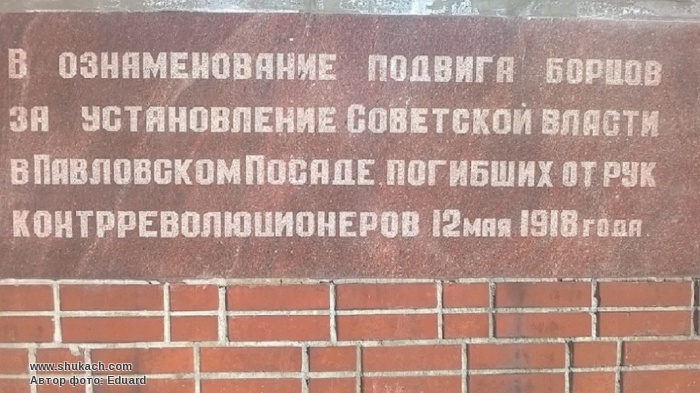 В ОЗНАМЕНОВАНИЕ ПОДВИГА БОРЦОВ
ЗА УСТАНОВЛЕНИЕ СОВЕТСКОЙ ВЛАСТИ
В ПАВЛОВСКОМ ПОСАДЕ, ПОГИБШИХ ОТ РУК
КОНТРРЕВОЛЮЦИОНЕРОВ 12 МАЯ 1918 ГОДА.
www.shukach.com
Автор фото: Eduard